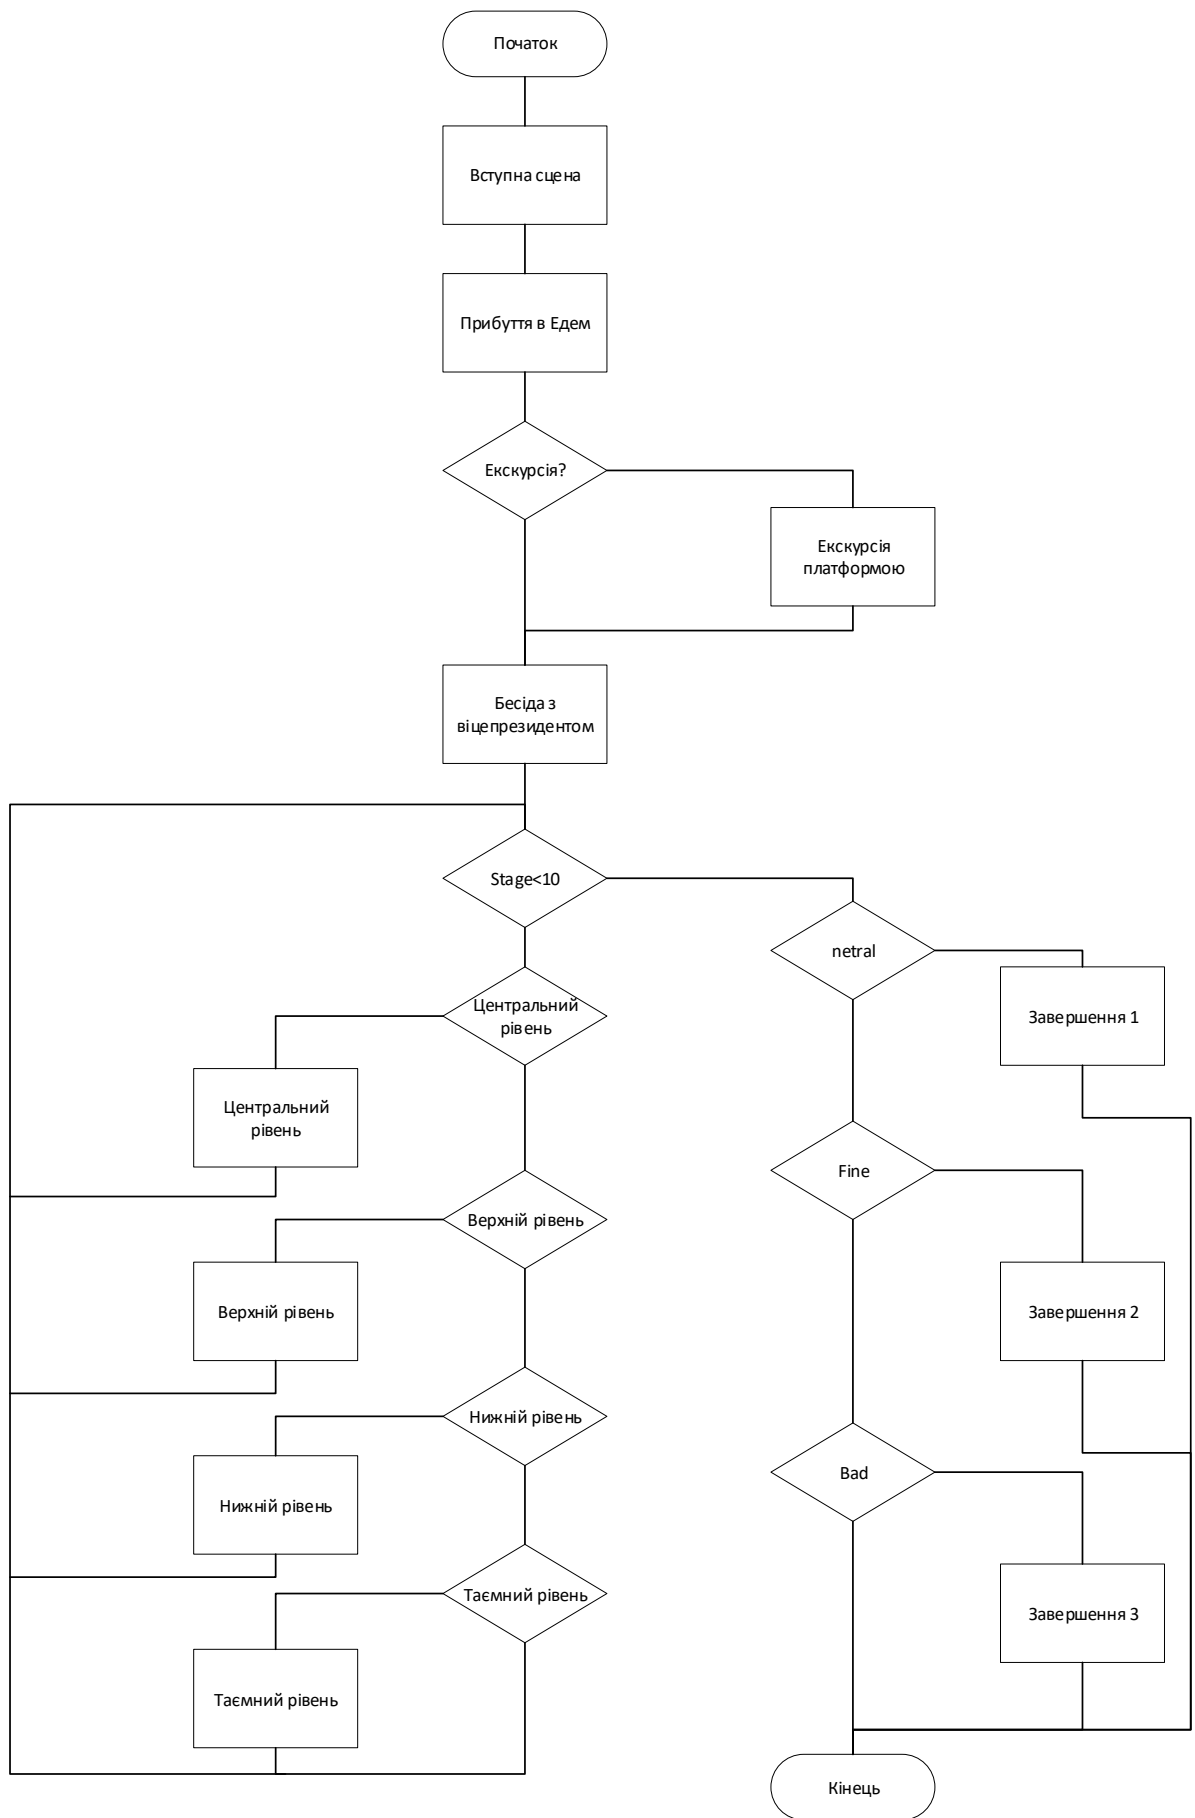 Початок
Вступна сцена
Прибуття в Едем
Екскурсія?
Екскурсія
платформою
Бесіда з
віцепрезидентом
Stage<10
netral
Центральний
рівень
Завершення 1
Центральний
рівень
Fine
Верхній рівень
Верхній рівень
Завершення 2
Нижній рівень
Bad
Нижній рівень
Таємний рівень
Завершення 3
Таємний рівень
Кінець